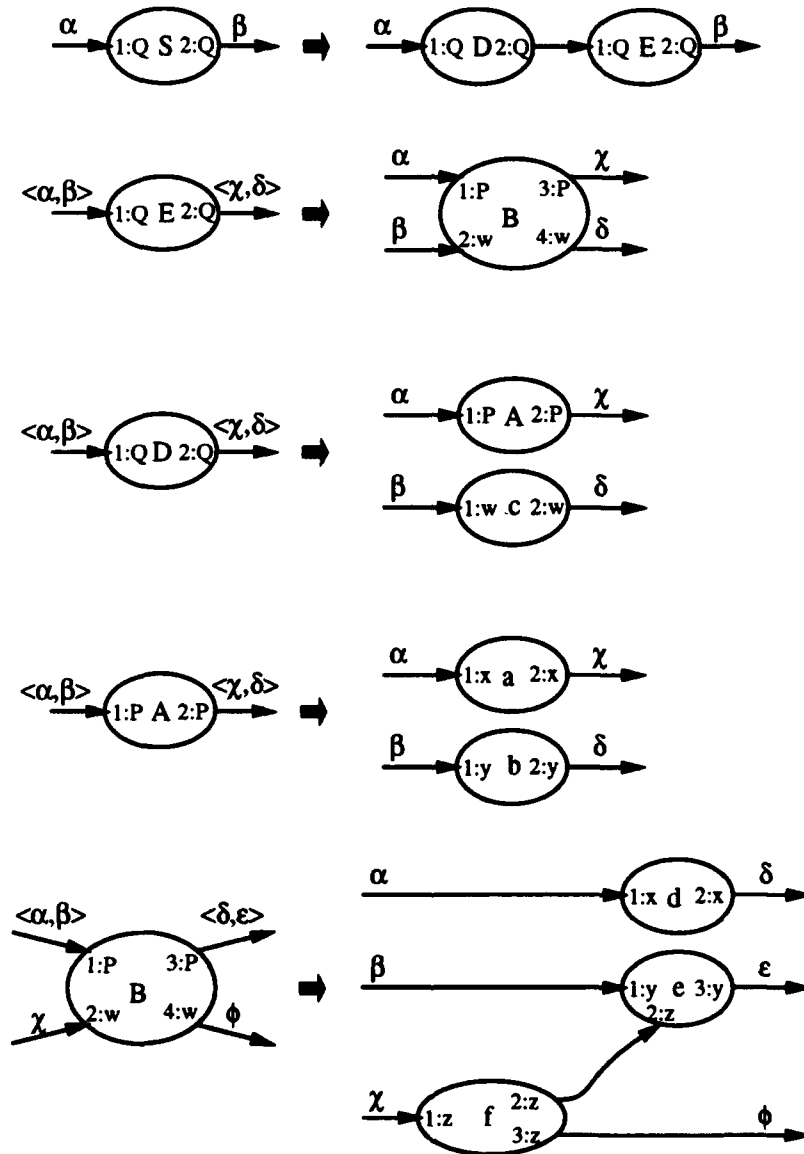 α 1:Q S 2:Q β α 1:Q D 2:Q 1:Q E 2:Q β
<α,β> 1:Q E 2:Q <χ,δ> α 1:P 3:P χ
B
β 2:w 4:w δ
<α,β> 1:Q D 2:Q <χ,δ> α 1:P A 2:P χ
β 1:w c 2:w δ
<α,β> 1:P A 2:P <χ,δ> α 1:x a 2:x χ
β 1:y b 2:y δ
α 1:x d 2:x δ
<α,β> 1:P 3:P <δ,ε>
B
χ 2:w 4:w ϕ
β 1:y e 3:y ε
2:z
χ 1:z f 2:z
3:z ϕ